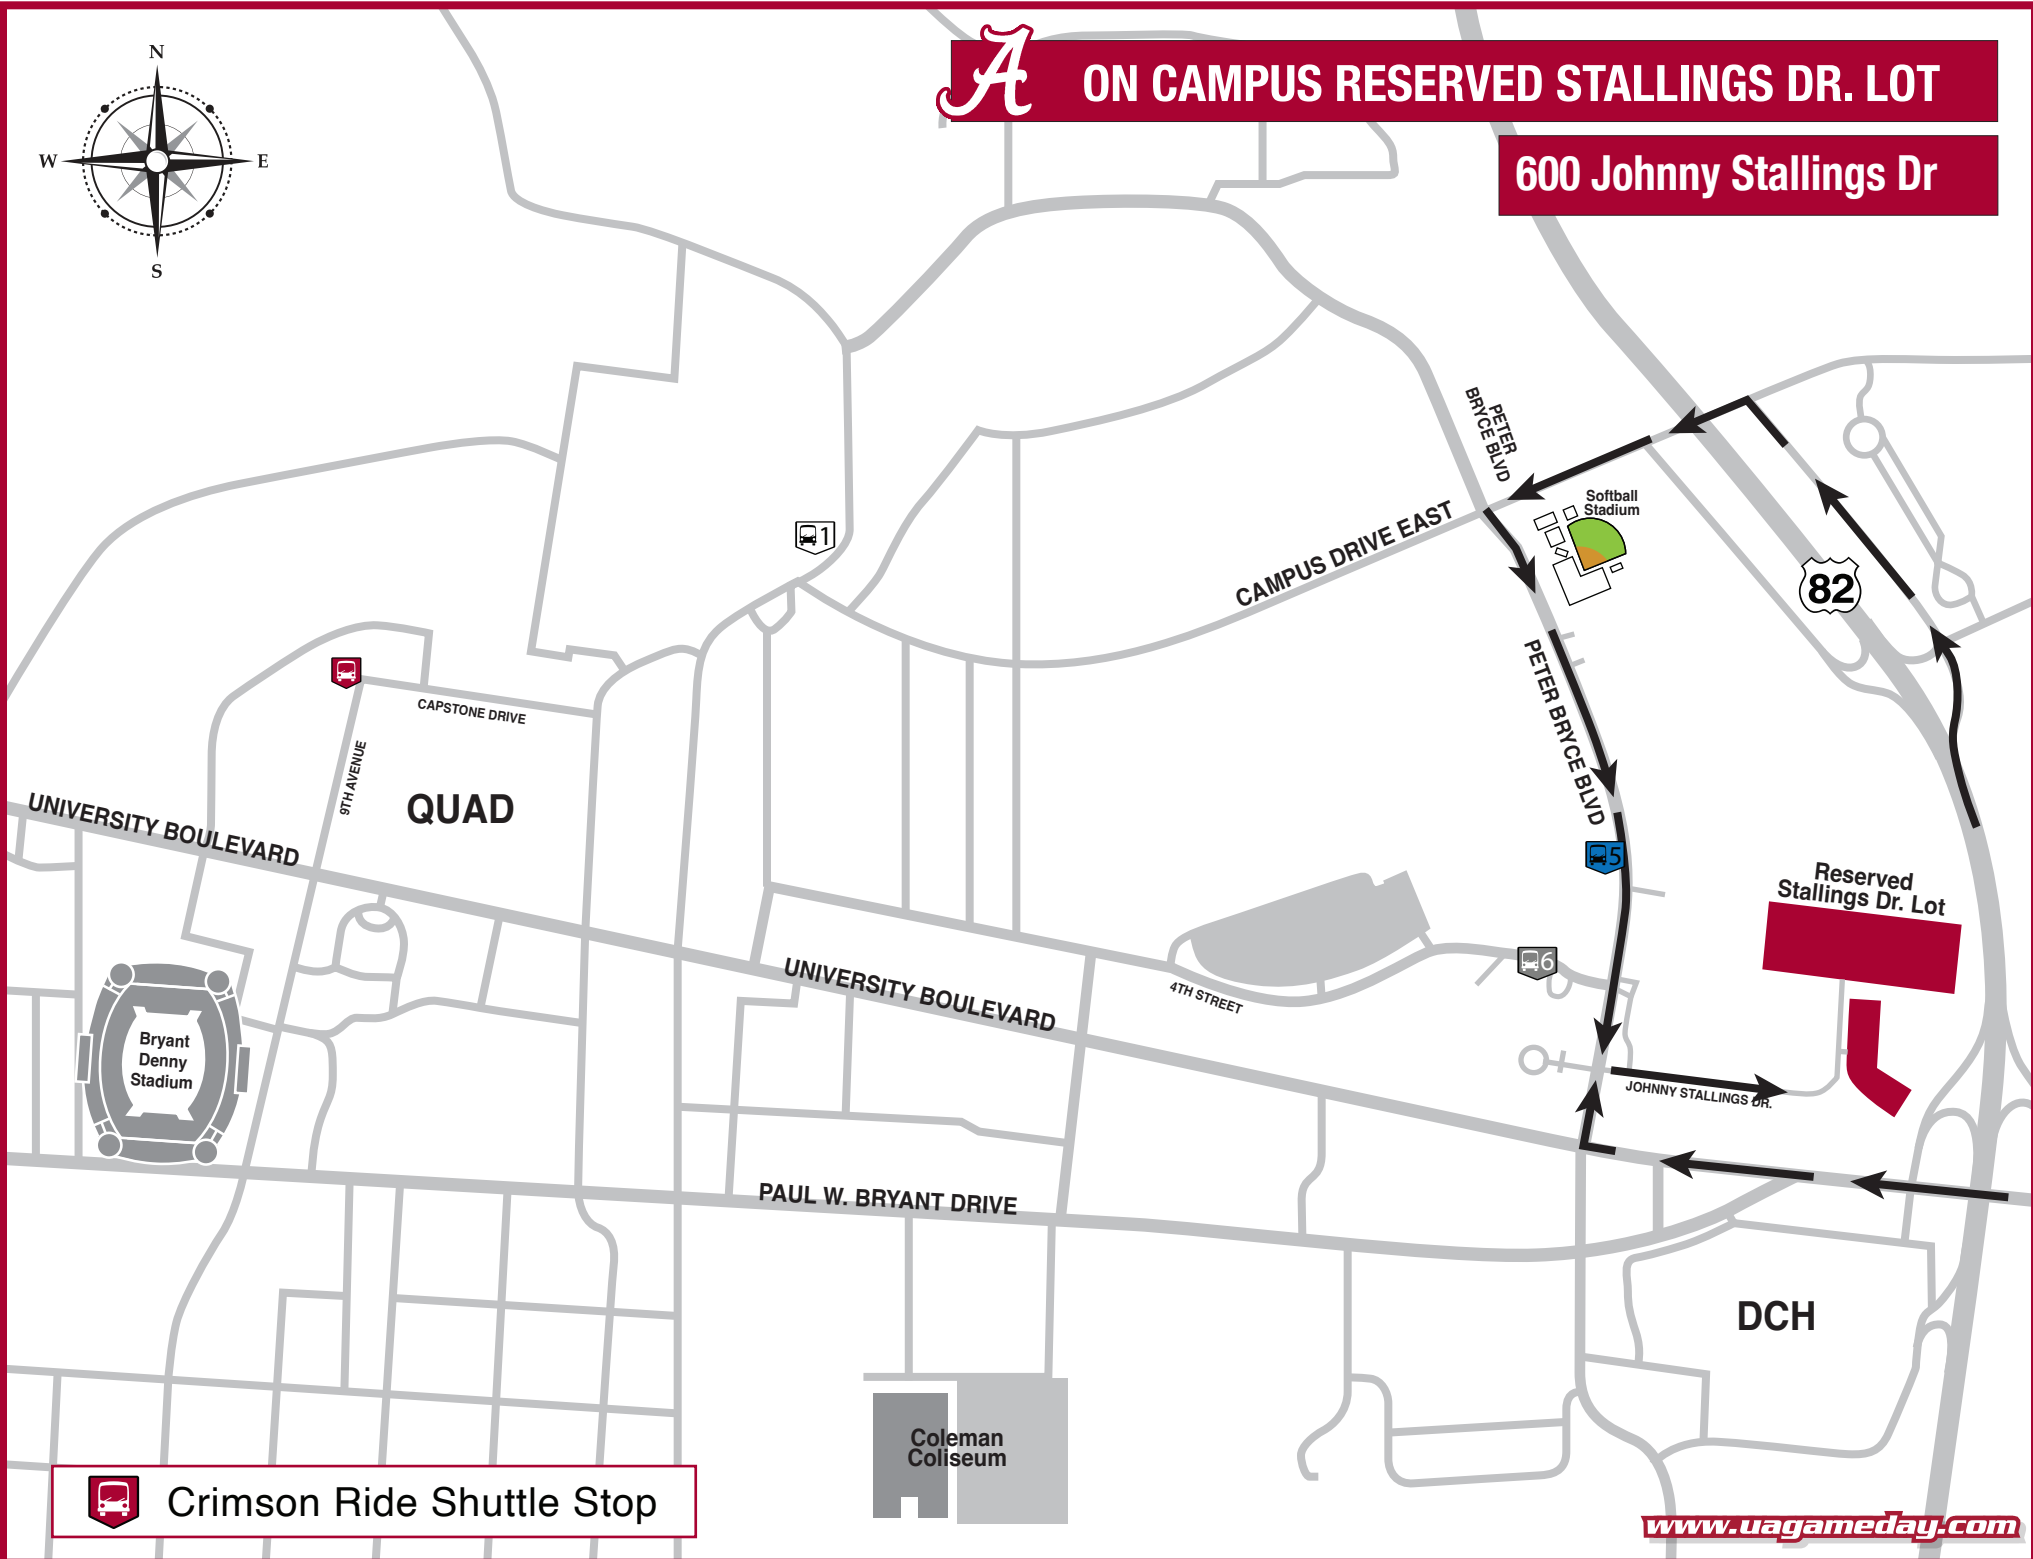 N
W
E
S
A
ON CAMPUS RESERVED STALLINGS DR. LOT
600 Johnny Stallings Dr
PETER
BRYCE BLVD
Softball
Stadium
CAMPUS DRIVE EAST
1
82
PETER BRYCE BLVD
CAPSTONE DRIVE
9TH AVENUE
QUAD
UNIVERSITY BOULEVARD
5
Reserved
Stallings Dr. Lot
6
UNIVERSITY BOULEVARD
4TH STREET
Bryant
Denny
Stadium
JOHNNY STALLINGS DR.
PAUL W. BRYANT DRIVE
DCH
Coleman
Coliseum
Crimson Ride Shuttle Stop
www.uagameday.com